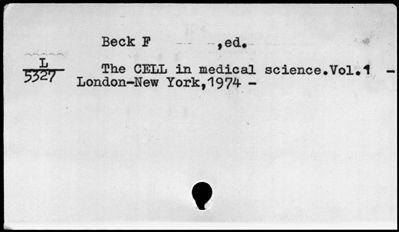 Beck F ,ed.
L
5327
The CELL in medical science.Vol.1 -
London-New York,1974 -